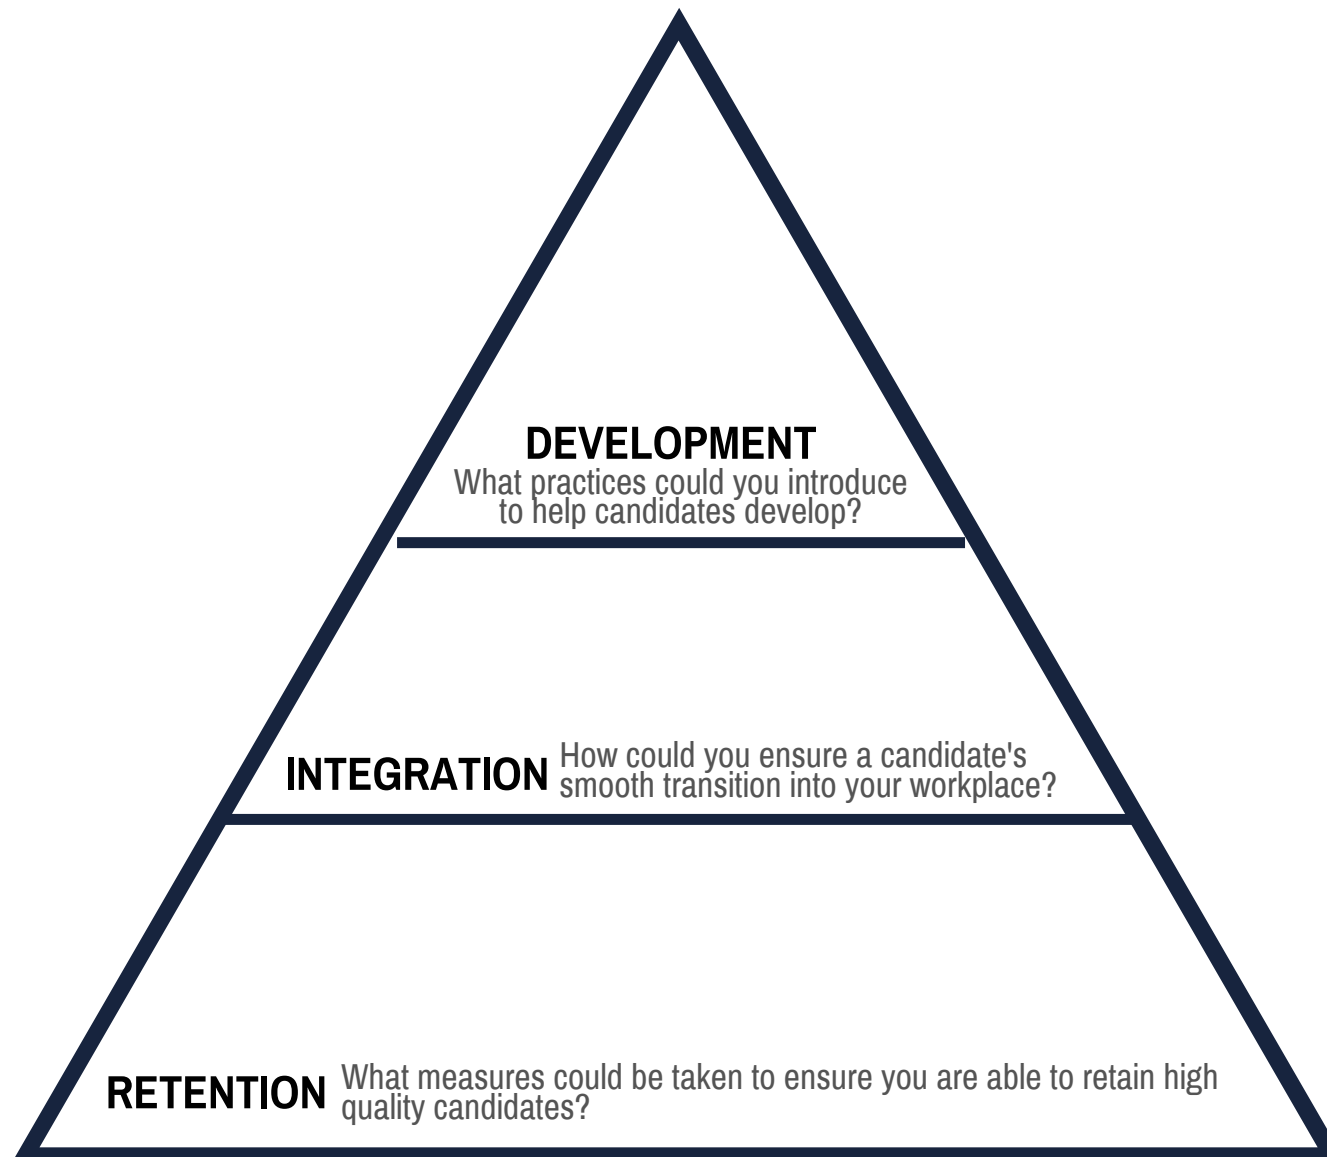 DEVELOPMENT
What practices could you introduce
to help candidates develop?
INTEGRATION
How could you ensure a candidate's
smooth transition into your workplace?
RETENTION
What measures could be taken to ensure you are able to retain high
quality candidates?